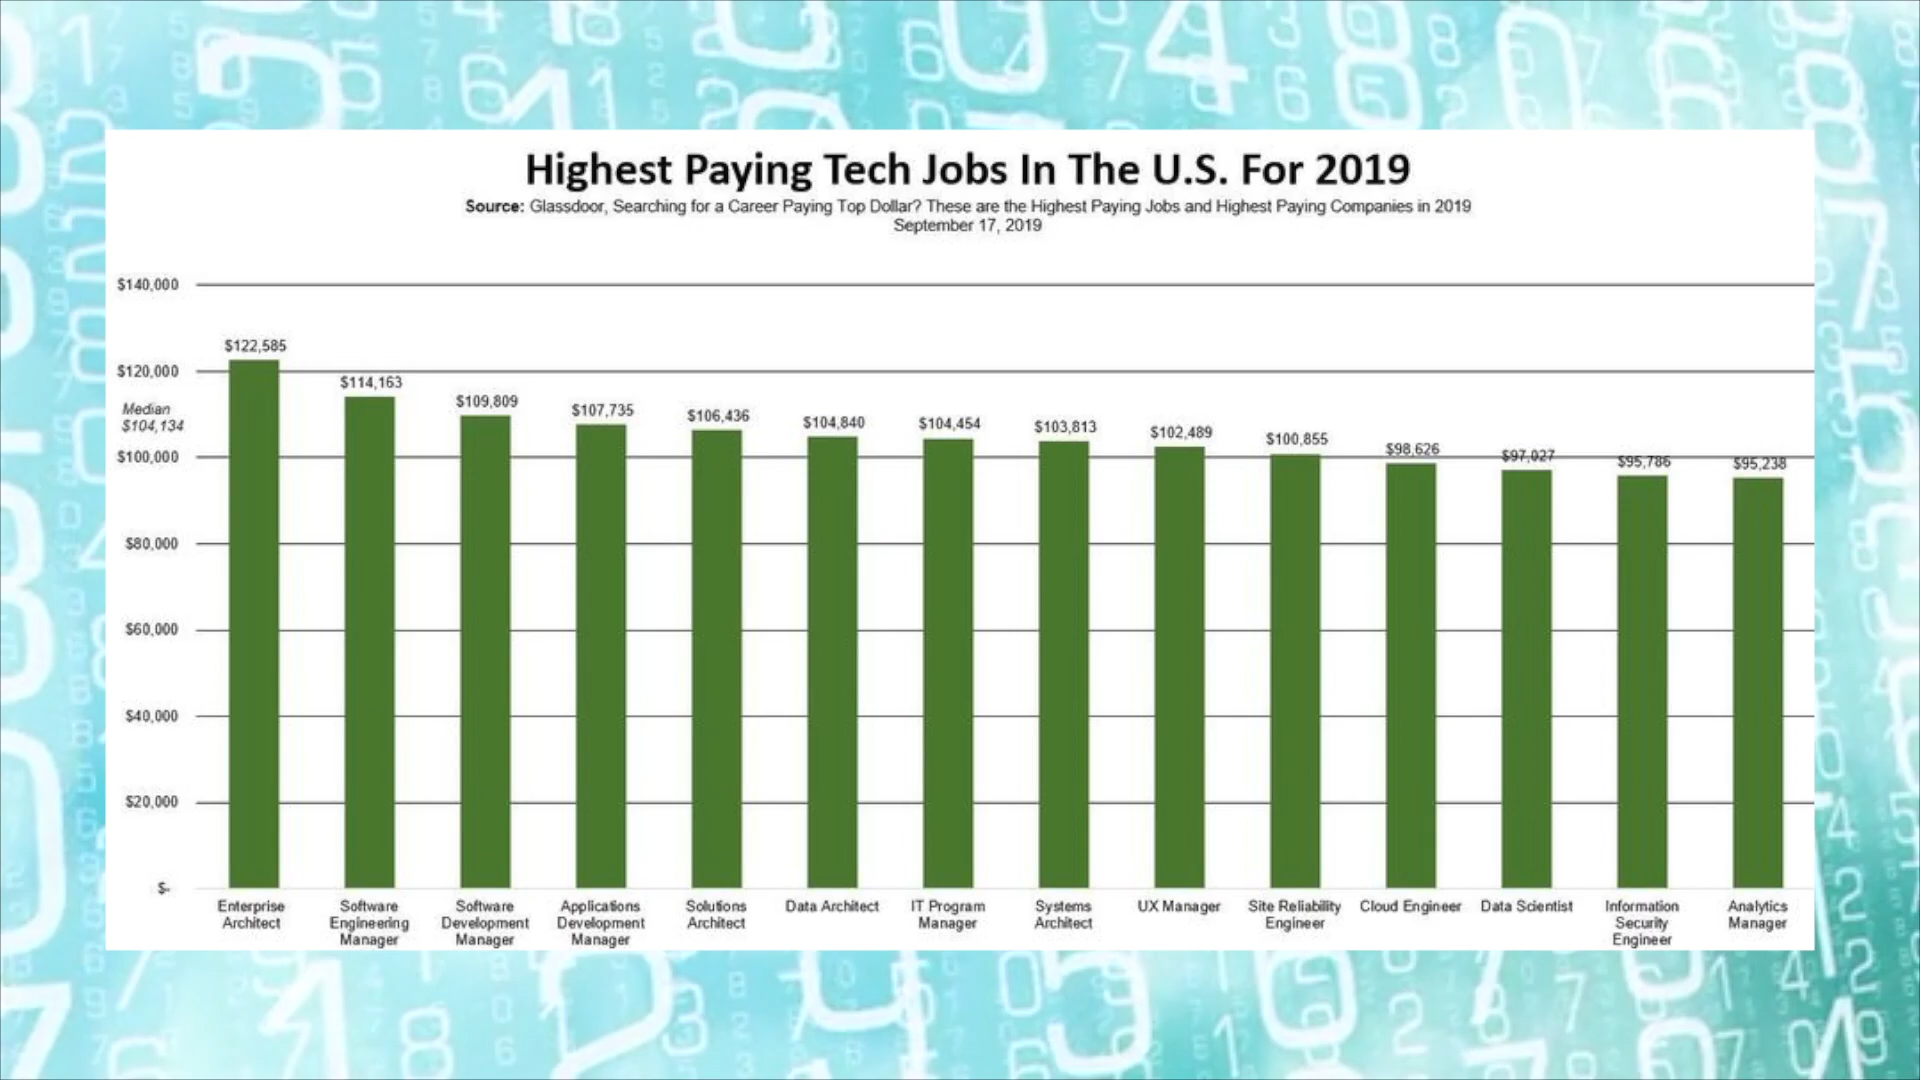 Highest Paying Tech Jobs In The U.S. For 2019
Source: Glassdoor, Searching for a Career Paying Top Dollar? These are the Highest Paying Jobs and Highest Paying Companies in 2019
September 17, 2019
$140,000
$122,585
$120,000
$114,163
Median
$104,134
$109,809
$107,735
$106,436
$104,840
$104,454
$103,813
$102,489
$100,855
$98,626
$97,027
$95,786
$95,238
$100,000
$80,000
$60,000
$40,000
$20,000
$-
Enterprise
Architect
Software
Engineering
Manager
Software
Development
Manager
Applications
Development
Manager
Solutions
Architect
Data Architect
IT Program
Manager
Systems
Architect
UX Manager
Site Reliability
Engineer
Cloud Engineer
Data Scientist
Information
Security
Engineer
Analytics
Manager